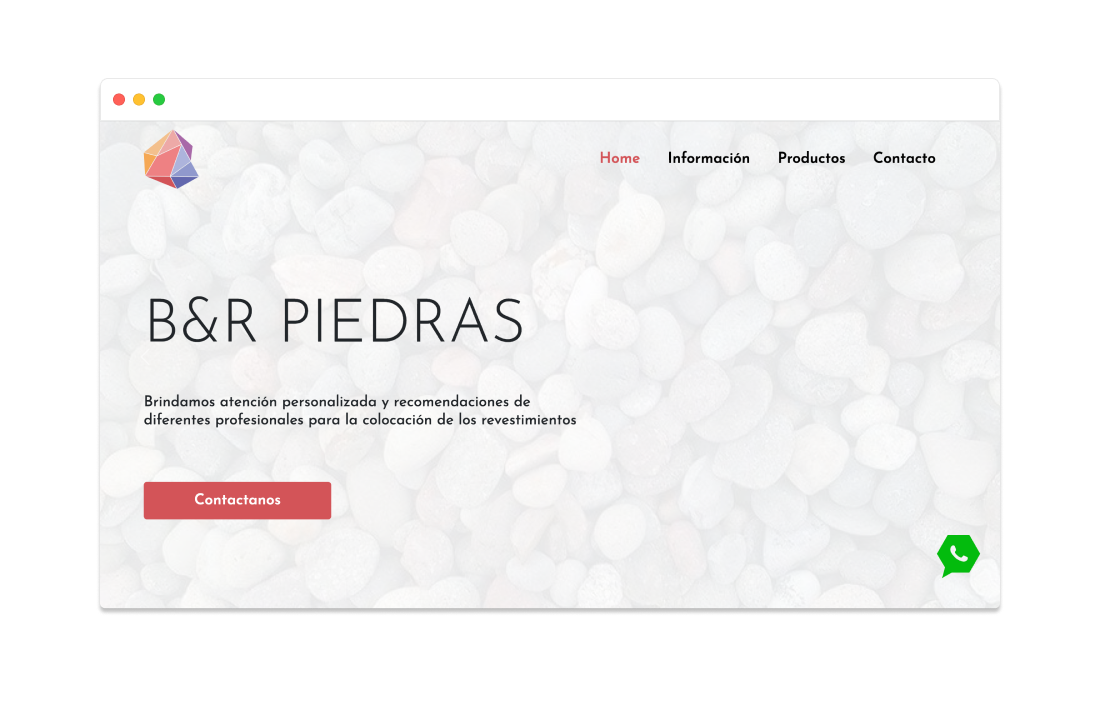 Home Información Productos Contacto
B&R PIEDRAS
Brindamos atención personalizada y recomendaciones de
diferentes profesionales para la colocación de los revestimientos
Contactanos